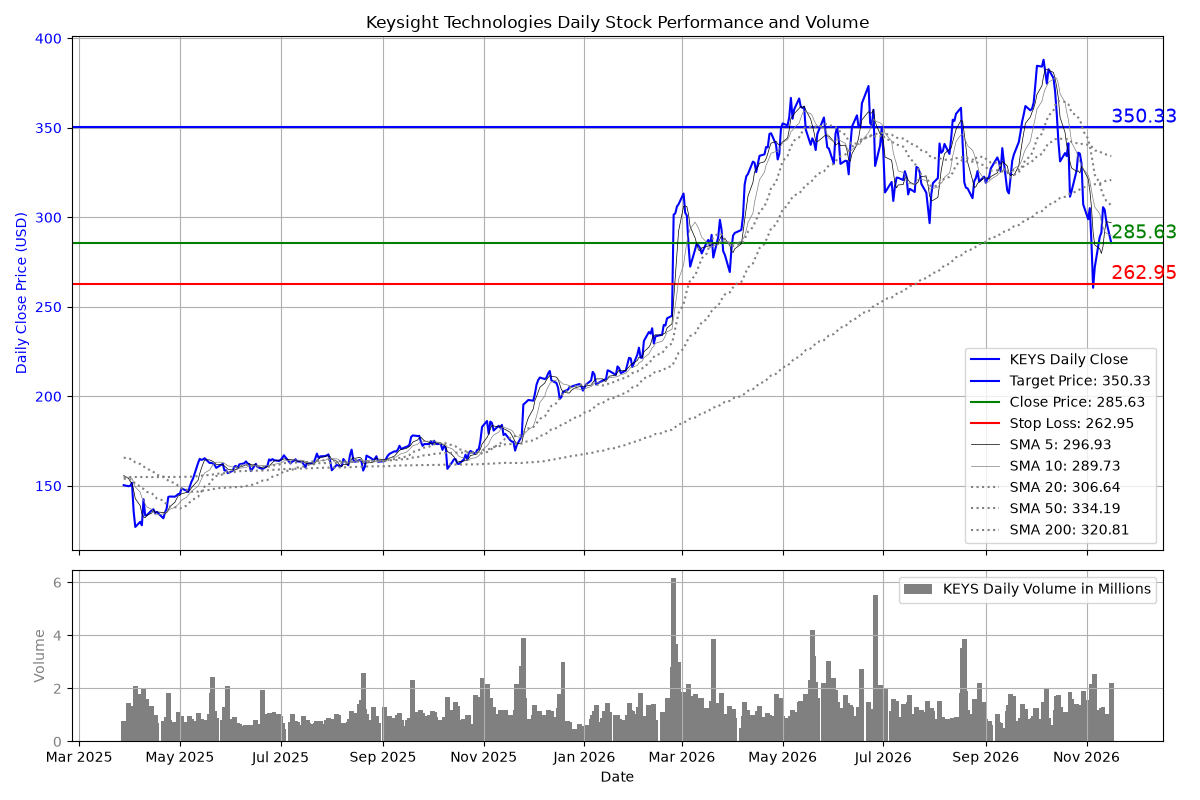 Keysight Technologies Daily Stock Performance and Volume
400
350
300
250
200
150
Daily Close Price (USD)
350.33
285.63
262.95
KEYS Daily Close
Target Price: 350.33
Close Price: 285.63
Stop Loss: 262.95
SMA 5: 296.93
SMA 10: 289.73
SMA 20: 306.64
SMA 50: 334.19
SMA 200: 320.81
6
4
2
0
Volume
KEYS Daily Volume in Millions
Mar 2025
May 2025
Jul 2025
Sep 2025
Nov 2025
Jan 2026
Mar 2026
May 2026
Jul 2026
Sep 2026
Nov 2026
Date